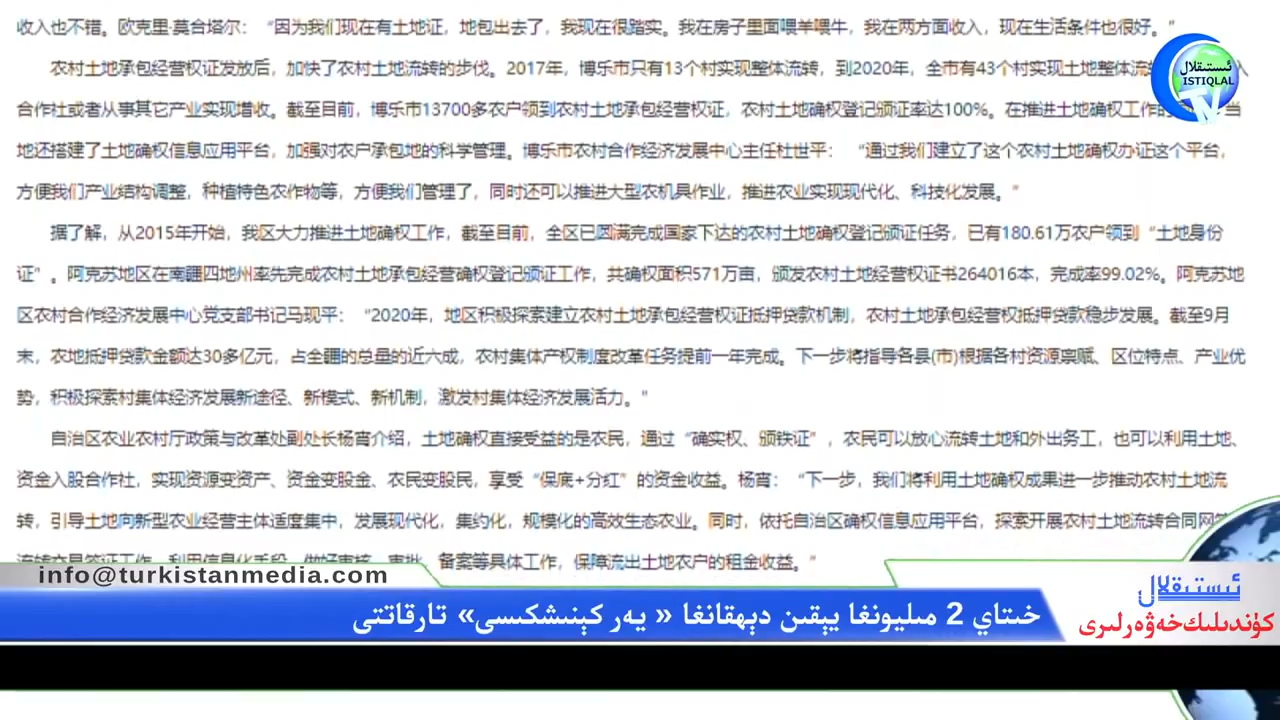 收入也不错。欧克里·莫合塔尔：“因为我们现在有土地证，地包出去了，我现在很踏实。我在房子里面喂羊喂牛，我在两方面收入，现在生活条件也很好。”
农村土地承包经营权证发放后，加快了农村土地流转的步伐。2017年，博乐市只有13个村实现整体流转，到2020年，全市有43个村实现土地整体流
合作社或者从事其它产业实现增收。截至目前，博乐市13700多农户领到农村土地承包经营权证，农村土地确权登记颁证率达100%。在推进土地确权工作的 当
地还搭建了土地确权信息应用平台，加强对农户承包地的科学管理。博乐市农村合作经济发展中心主任杜世平：“通过我们建立了这个农村土地确权办证这个平台，
方便我们产业结构调整，种植特色农作物等，方便我们管理了，同时还可以推进大型农机具作业，推进农业实现现代化、科技化发展。”
据了解，从2015年开始，我区大力推进土地确权工作，截至目前，全区已圆满完成国家下达的农村土地确权登记颁证任务，已有180.61万农户领到“土地身份
证”。阿克苏地区在南疆四地州率先完成农村土地承包经营确权登记颁证工作，共确权面积571万亩，颁发农村土地经营权证书264016本，完成率99.02%。阿克苏地
区农村合作经济发展中心党支部书记马现平：“2020年，地区积极探索建立农村土地承包经营权证抵押贷款机制，农村土地承包经营权抵押贷款稳步发展。截至9月
末，农地抵押贷款金额达30多亿元，占全疆的总量的近六成，农村集体产权制度改革任务提前一年完成。下一步将指导各县(市)根据各村资源禀赋、区位特点、产业优
势，积极探索村集体经济发展新途径、新模式、新机制，激发村集体经济发展活力。”
自治区农业农村厅政策与改革处副处长杨霄介绍，土地确权直接受益的是农民，通过“确实权、颁铁证”，农民可以放心流转土地和外出务工，也可以利用土地、
资金入股合作社，实现资源变资产、资金变股金、农民变股民，享受“保底+分红”的资金收益。杨霄：“下一步，我们将利用土地确权成果进一步推动农村土地流
转，引导土地向新型农业经营主体适度集中，发展现代化，集约化，规模化的高效生态农业。同时，依托自治区确权信息应用平台，探索开展农村土地流转合同网签
流转交易签证工作，利用信息化手段，做好审核、审批、备案等具体工作，保障流出土地农户的租金收益。”
ئىستىقلال
ISTIQLAL
TV
info@turkistanmedia.com
خىتاي 2 مىليونغا يېقىن دېھقانغا « يەر كېنىشكىسى» تارقاتتى
ئىستىقلال
كۈندىلىك خەۋەرلىرى